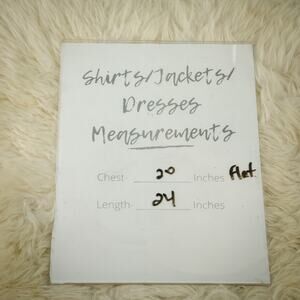 Shirts/Jackets/
Dresses
Measurements
Chest 20 Inches Flat
Length 24 Inches